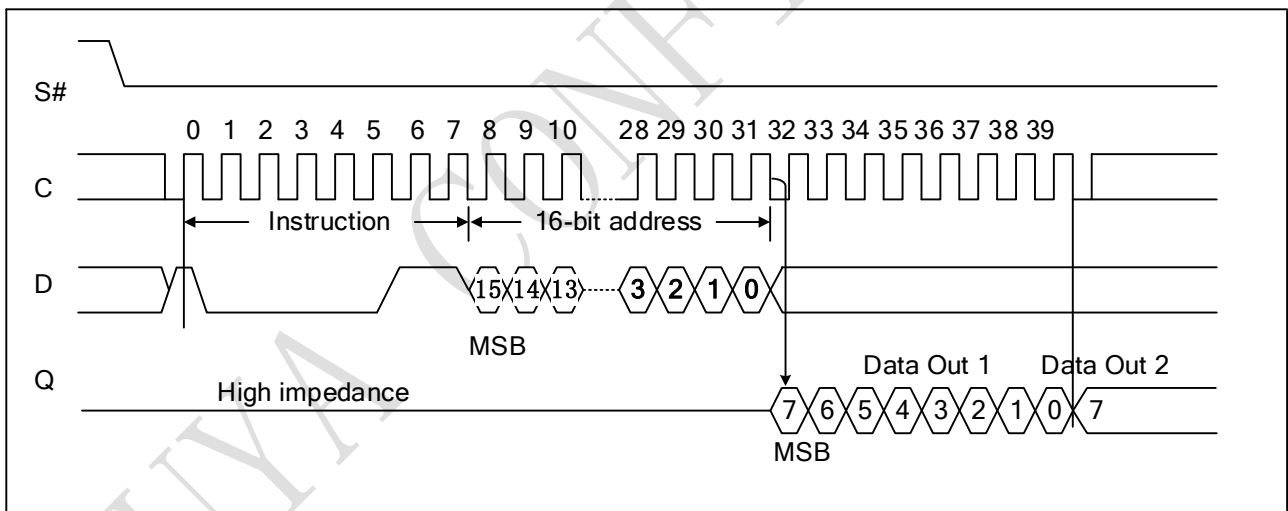 S#
0 1 2 3 4 5 6 7 8 9 10 28 29 30 31 32 33 34 35 36 37 38 39
C
Instruction 16-bit address
D
15 14 13 3 2 1 0
MSB
Q
Data Out 1 Data Out 2
High impedance
7 6 5 4 3 2 1 0 7
MSB
UYA CONF